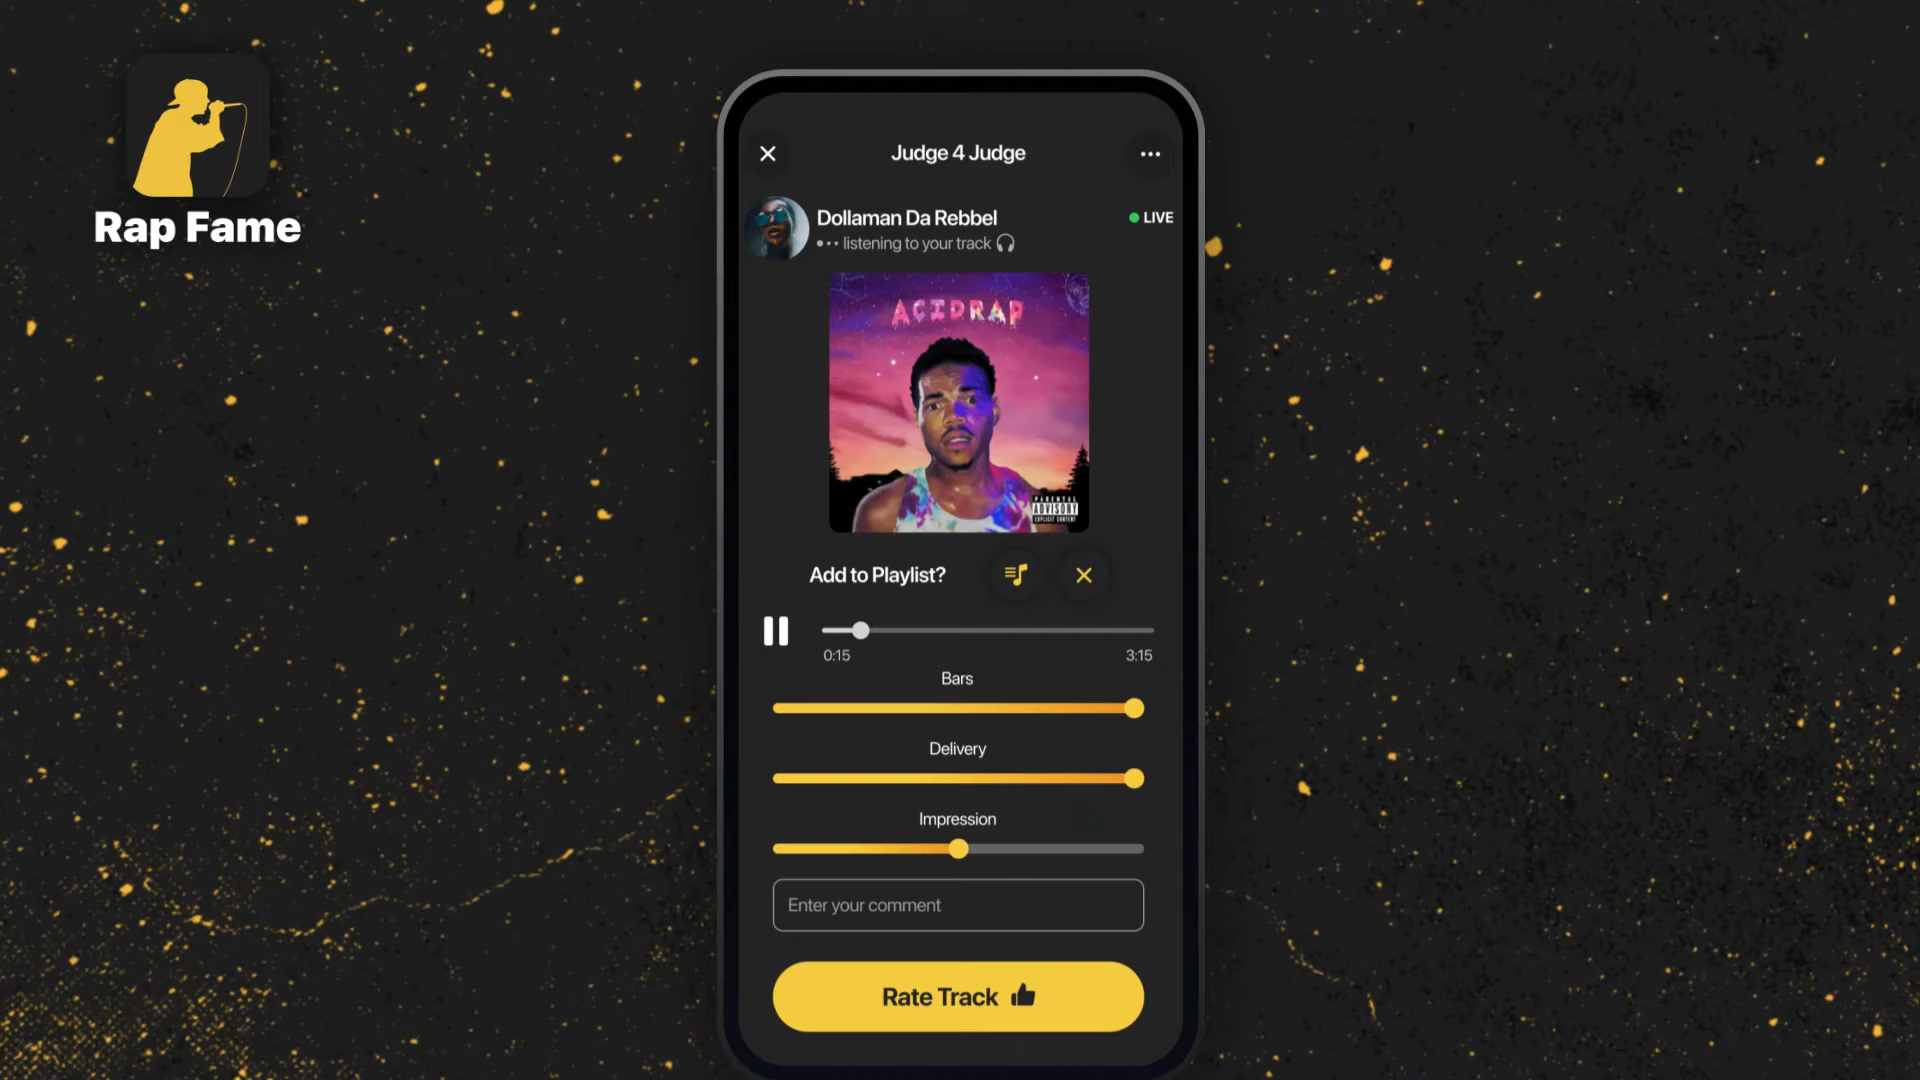 Rap Fame
Judge 4 Judge
Dollaman Da Rebbel
LIVE
listening to your track
ACIDRAP
PARENTAL
ADVISORY
EXPLICIT CONTENT
Add to Playlist?
0:15
3:15
Bars
Delivery
Impression
Enter your comment
Rate Track